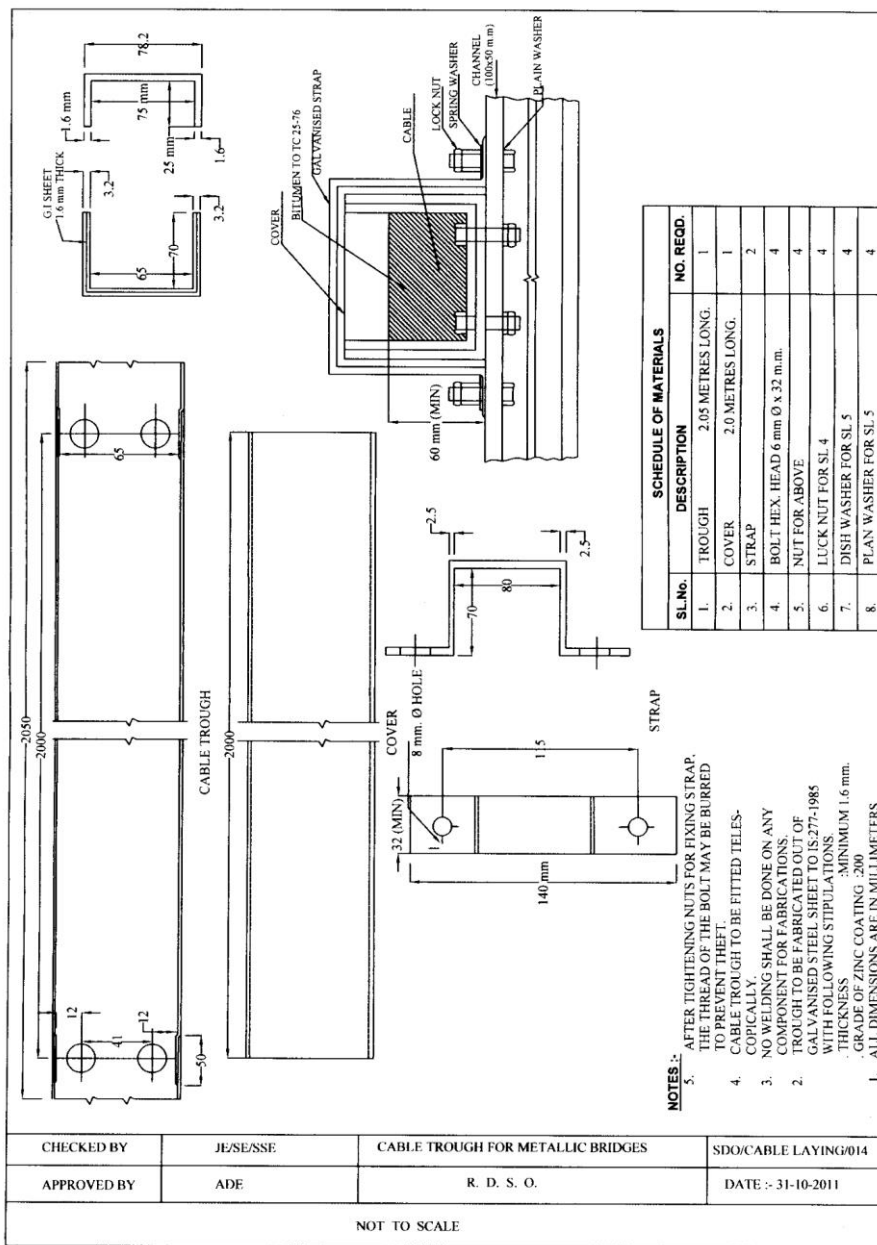 2050
2000
12
41
12
50
65
CABLE TROUGH
G.I SHEET
1.6 mm THICK
3.2
65
70
3.2
1.6 mm
75 mm
25 mm
1.6
78.2
2000
COVER
COVER
BITUMEN TO TC 25-76
GALVANISED STRAP
CABLE
LOCK NUT
SPRING WASHER
CHANNEL
(100x50 m.m)
PLAIN WASHER
60 mm (MIN)
8 mm. Ø HOLE
32 (MIN)
140 mm
115
STRAP
2.5
70
80
2.5
SCHEDULE OF MATERIALS
SL.No. DESCRIPTION NO. REQD.
1. TROUGH 2.05 METRES LONG. 1
2. COVER 2.0 METRES LONG. 1
3. STRAP 2
4. BOLT HEX. HEAD 6 mm Ø x 32 m.m. 4
5. NUT FOR ABOVE 4
6. LUCK NUT FOR SL 4 4
7. DISH WASHER FOR SL 5 4
8. PLAN WASHER FOR SL 5 4
NOTES :-
5. AFTER TIGHTENING NUTS FOR FIXING STRAP,
THE THREAD OF THE BOLT MAY BE BURRED
TO PREVENT THEFT.
4. CABLE TROUGH TO BE FITTED TELES-
COPICALLY.
3. NO WELDING SHALL BE DONE ON ANY
COMPONENT FOR FABRICATIONS.
2. TROUGH TO BE FABRICATED OUT OF
GALVANISED STEEL SHEET TO IS:277-1985
WITH FOLLOWING STIPULATIONS.
. THICKNESS :MINIMUM 1.6 mm.
. GRADE OF ZINC COATING :200
1. ALL DIMENSIONS ARE IN MILLIMETERS
CHECKED BY JE/SE/SSE CABLE TROUGH FOR METALLIC BRIDGES SDO/CABLE LAYING/014
APPROVED BY ADE R. D. S. O. DATE :- 31-10-2011
NOT TO SCALE